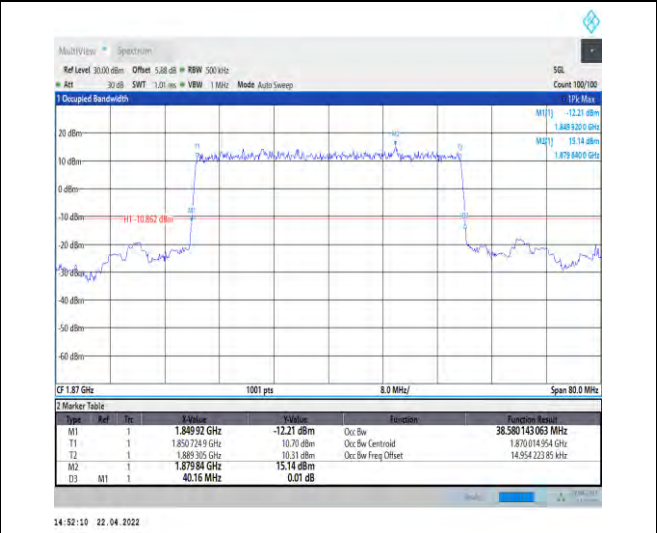 MultiView Spectrum
Ref Level 30.00 dBm Offset 5.88 dB RBW 500 kHz SGL
Att 30 dB SWT 1.01 ms VBW 1 MHz Mode Auto Sweep Count 100/100
1 Occupied Bandwidth 1Pk Max
M1[1] -12.21 dBm
1.849 920 0 GHz
M2[1] 15.14 dBm
1.879 840 0 GHz
20 dBm
10 dBm
0 dBm
-10 dBm
H1 -10.862 dBm
-20 dBm
-30 dBm
-40 dBm
-50 dBm
-60 dBm
T1
M2
T2
M1
CF 1.87 GHz 1001 pts 8.0 MHz/ Span 80.0 MHz
2 Marker Table
Type Ref Trc X-Value Y-Value Function Function Result
M1 1 1.849 92 GHz -12.21 dBm Occ Bw 38.580 143 063 MHz
T1 1 1.850 724 9 GHz 10.70 dBm Occ Bw Centroid 1.870 014 954 GHz
T2 1 1.889 305 GHz 10.31 dBm Occ Bw Freq Offset 14.954 223 85 kHz
M2 1 1.879 84 GHz 15.14 dBm
D3 M1 1 40.16 MHz 0.01 dB
14:52:10 22.04.2022